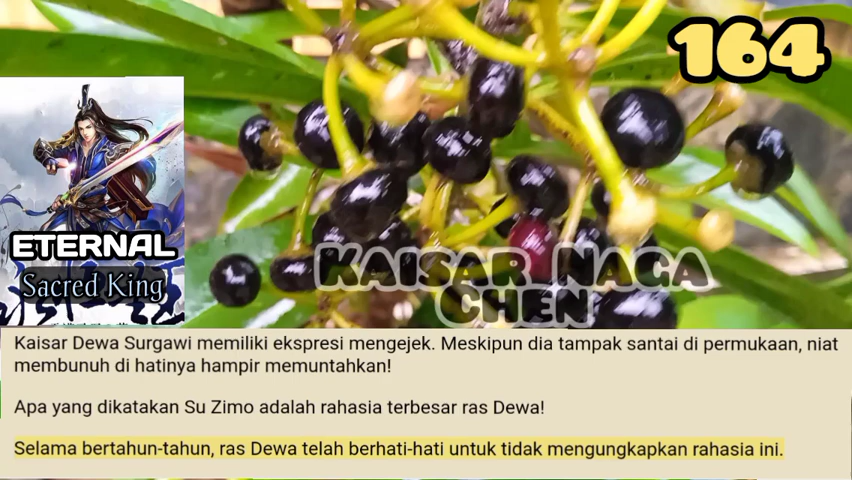 164
ETERNAL
Sacred King
KAISAR NAGA
CHEN
Kaisar Dewa Surgawi memiliki ekspresi mengejek. Meskipun dia tampak santai di permukaan, niat
membunuh di hatinya hampir memuntahkan!
Apa yang dikatakan Su Zimo adalah rahasia terbesar ras Dewa!
Selama bertahun-tahun, ras Dewa telah berhati-hati untuk tidak mengungkapkan rahasia ini.